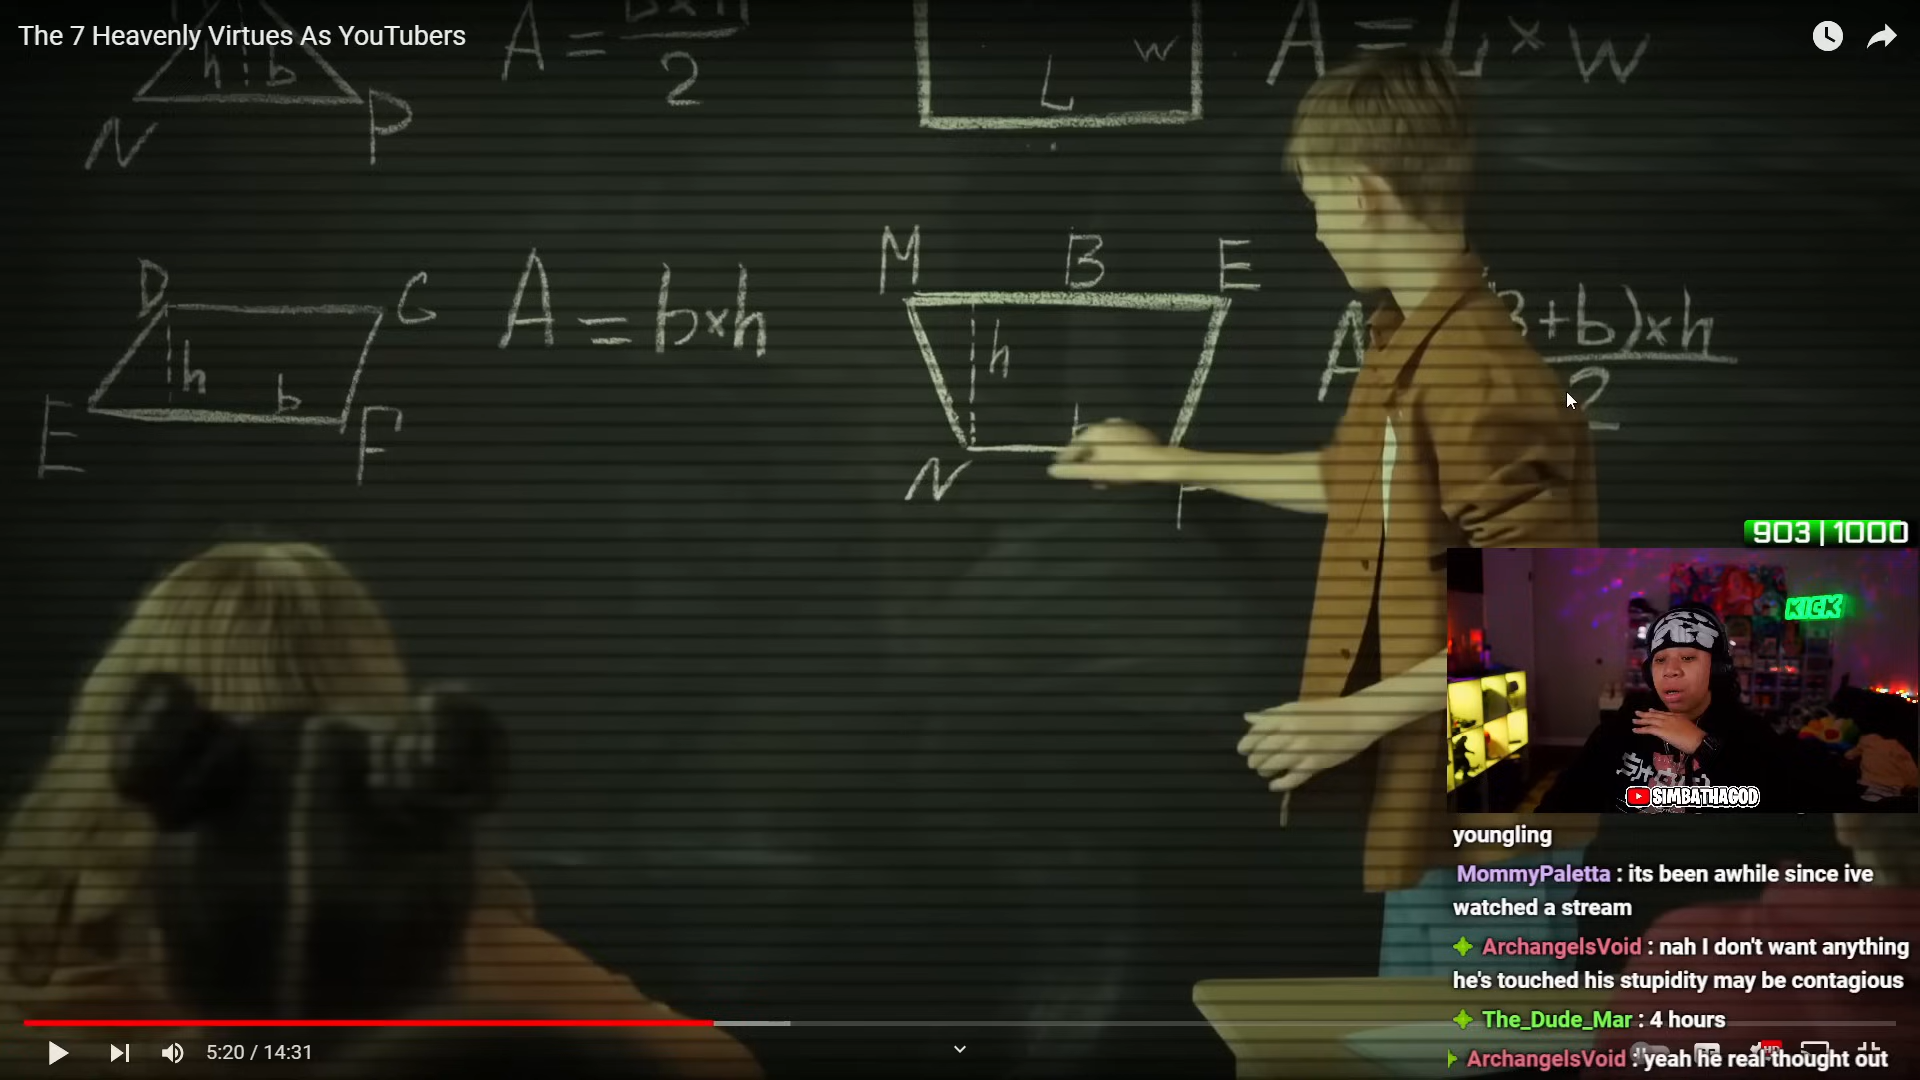 The 7 Heavenly Virtues As YouTubers
h b
N P
A = b×h
2
L w
A = L × W
D G
h b
E F
A = b×h
M B E
h
N
A +b)×h
2
903 | 1000
KICK
SIMBATHAGOD
youngling
MommyPaletta : its been awhile since ive
watched a stream
ArchangelsVoid : nah I don't want anything
he's touched his stupidity may be contagious
The_Dude_Mar : 4 hours
ArchangelsVoid : yeah he real thought out
5:20 / 14:31